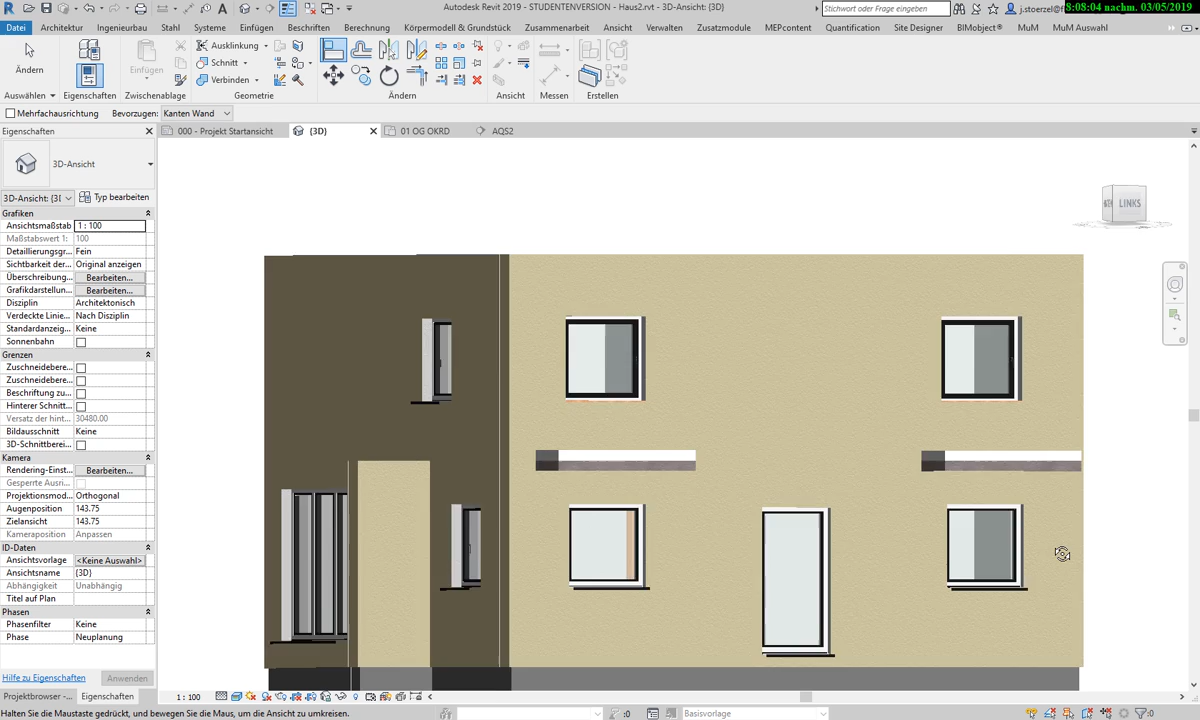 Autodesk Revit 2019 - STUDENTENVERSION - Haus2.rvt - 3D-Ansicht: {3D}
Stichwort oder Frage eingeben
j.stoerzel@f
8:08:04 nachm. 03/05/2019
Datei Architektur Ingenieurbau Stahl Systeme Einfügen Beschriften Berechnung Körpermodell & Grundstück Zusammenarbeit Ansicht Verwalten Zusatzmodule MEPcontent Quantification Site Designer BIMobject® MuM MuM Auswahl
Ändern
Einfügen
Ausklinkung
Schnitt
Verbinden
Auswählen Eigenschaften Zwischenablage Geometrie Ändern Ansicht Messen Erstellen
Mehrfachausrichtung Bevorzugen: Kanten Wand
Eigenschaften
000 - Projekt Startansicht
{3D}
01 OG OKRD
AQS2
3D-Ansicht
3D-Ansicht: {3D
Typ bearbeiten
Grafiken
Ansichtsmaßstab 1 : 100
Maßstabswert 1: 100
Detaillierungsgr... Fein
Sichtbarkeit der... Original anzeigen
Überschreibung... Bearbeiten...
Grafikdarstellun... Bearbeiten...
Disziplin Architektonisch
Verdeckte Linie... Nach Disziplin
Standardanzeig... Keine
Sonnenbahn
Grenzen
Zuschneidebere...
Zuschneidebere...
Beschriftung zu...
Hinterer Schnitt...
Versatz der hint... 30480.00
Bildausschnitt Keine
3D-Schnittberei...
Kamera
Rendering-Einst... Bearbeiten...
Gesperrte Ausri...
Projektionsmod... Orthogonal
Augenposition 143.75
Zielansicht 143.75
Kameraposition Anpassen
ID-Daten
Ansichtsvorlage <Keine Auswahl>
Ansichtsname {3D}
Abhängigkeit Unabhängig
Titel auf Plan
Phasen
Phasenfilter Keine
Phase Neuplanung
Hilfe zu Eigenschaften
Anwenden
Projektbrowser -...
Eigenschaften
LINKS
1 : 100
Halten Sie die Maustaste gedrückt, und bewegen Sie die Maus, um die Ansicht zu umkreisen.
:0
Basisvorlage
:0